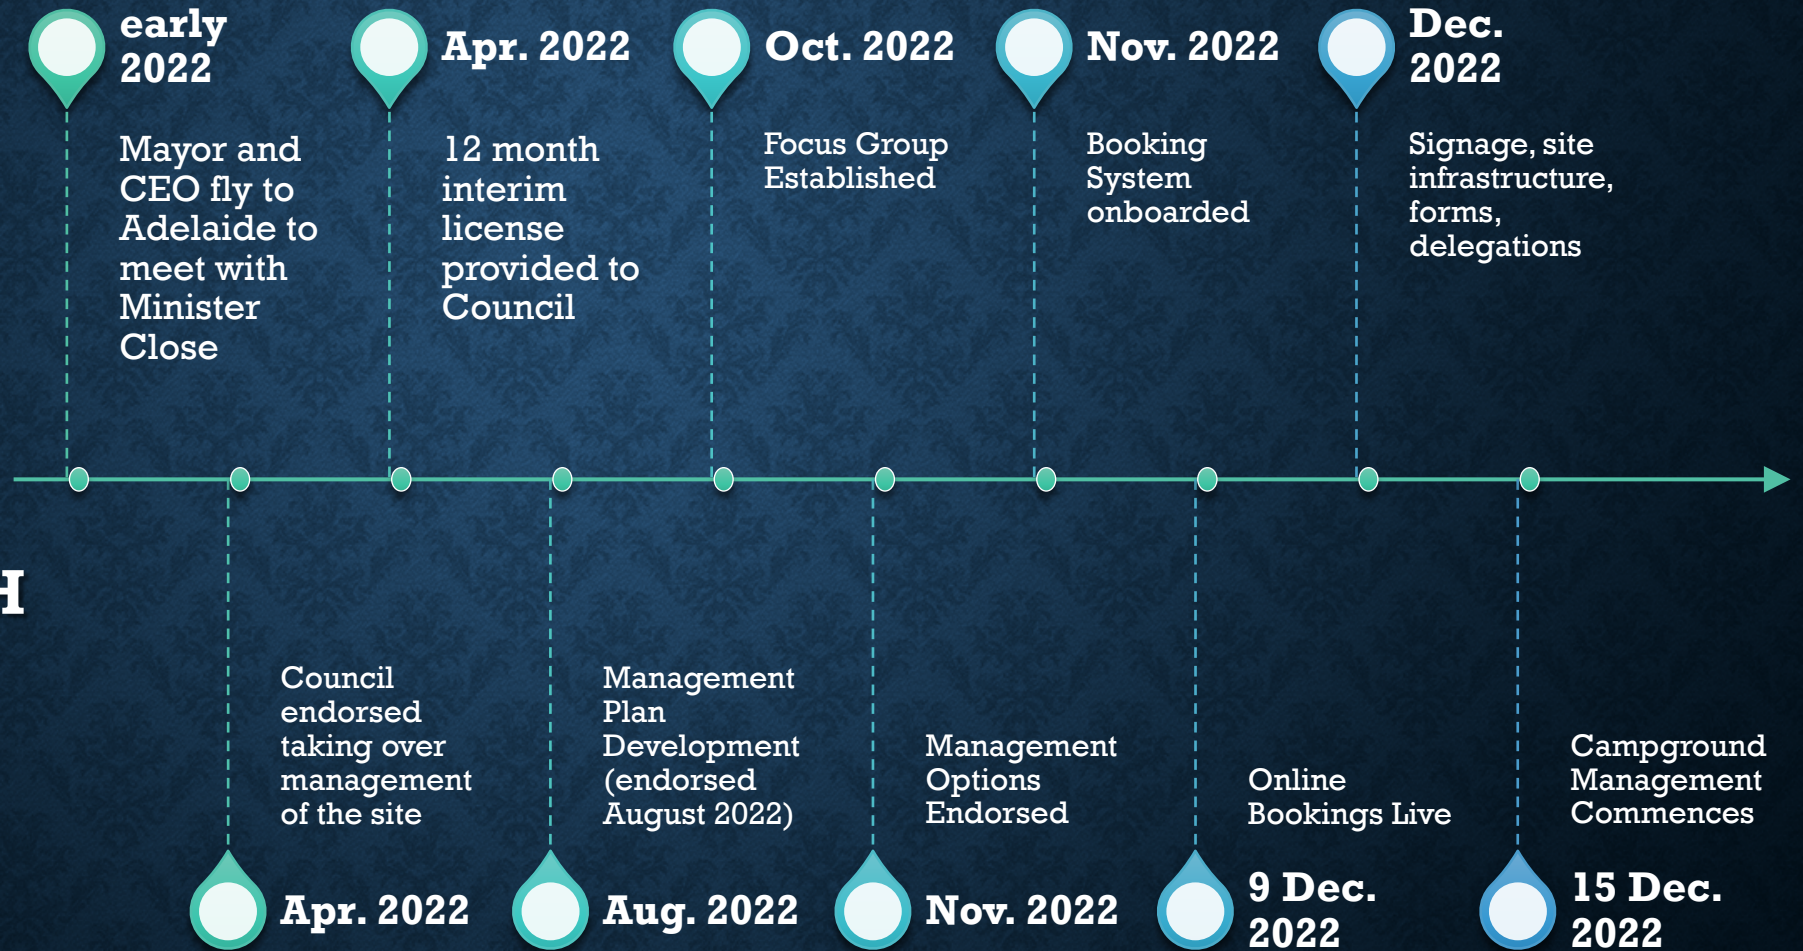 early
2022
Mayor and
CEO fly to
Adelaide to
meet with
Minister
Close
Apr. 2022
12 month
interim
license
provided to
Council
Oct. 2022
Focus Group
Established
Nov. 2022
Booking
System
onboarded
Dec.
2022
Signage, site
infrastructure,
forms,
delegations
H
Council
endorsed
taking over
management
of the site
Apr. 2022
Management
Plan
Development
(endorsed
August 2022)
Aug. 2022
Management
Options
Endorsed
Nov. 2022
Online
Bookings Live
9 Dec.
2022
Campground
Management
Commences
15 Dec.
2022